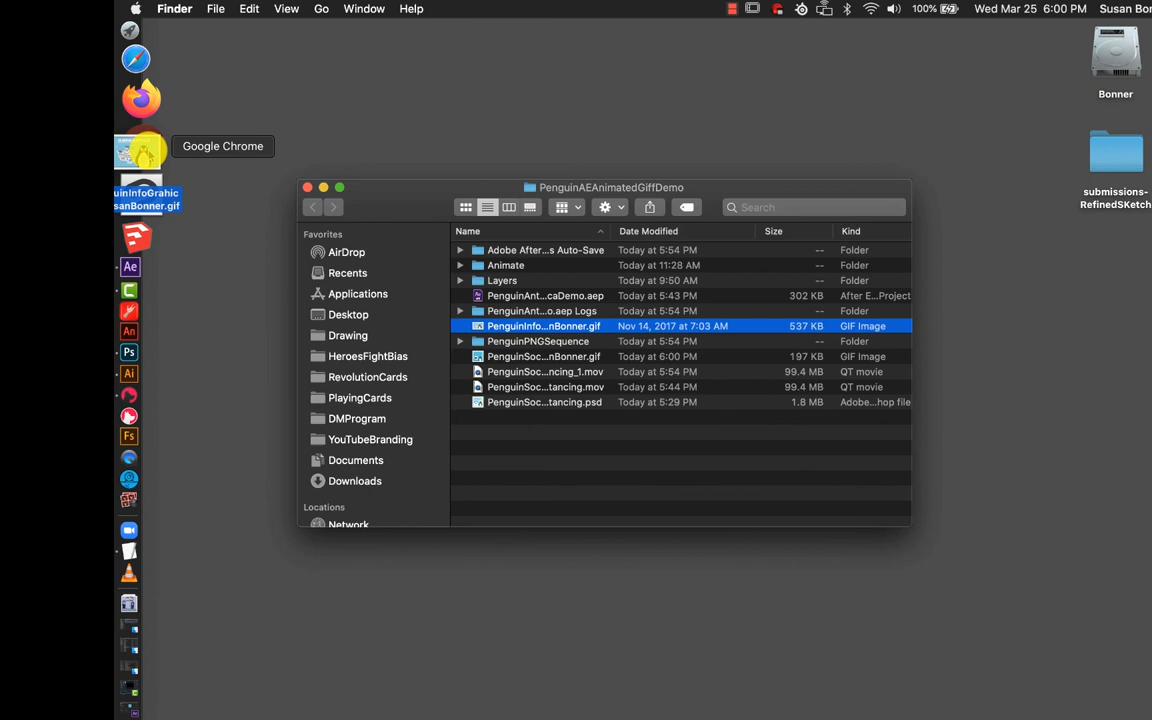 Finder File Edit View Go Window Help 100% Wed Mar 25 6:00 PM Susan Bor
Bonner
Google Chrome
uinInfoGrahic
sanBonner.gif
submissions-
RefinedSKetch
PenguinAEAnimatedGiffDemo
Search
Favorites
AirDrop
Recents
Applications
Desktop
Drawing
HeroesFightBias
RevolutionCards
PlayingCards
DMProgram
YouTubeBranding
Documents
Downloads
Locations
Network
Name Date Modified Size Kind
Adobe After...s Auto-Save Today at 5:54 PM -- Folder
Animate Today at 11:28 AM -- Folder
Layers Today at 9:50 AM -- Folder
PenguinAnt...caDemo.aep Today at 5:43 PM 302 KB After E...Project
PenguinAnt...o.aep Logs Today at 5:54 PM -- Folder
PenguinInfo...nBonner.gif Nov 14, 2017 at 7:03 AM 537 KB GIF Image
PenguinPNGSequence Today at 5:54 PM -- Folder
PenguinSoc...nBonner.gif Today at 6:00 PM 197 KB GIF Image
PenguinSoc...ncing_1.mov Today at 5:54 PM 99.4 MB QT movie
PenguinSoc...tancing.mov Today at 5:44 PM 99.4 MB QT movie
PenguinSoc...tancing.psd Today at 5:29 PM 1.8 MB Adobe...hop file
Ae
An
Ps
Ai
Fs